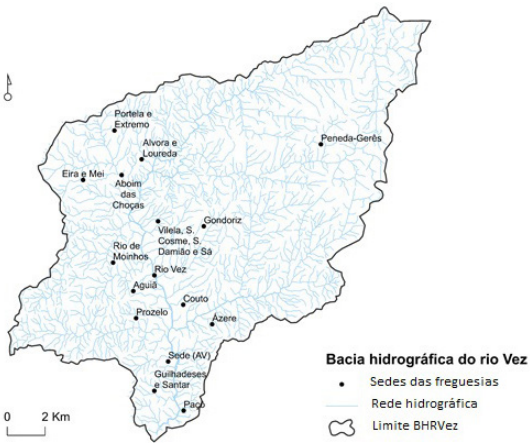 Portela e
Extremo
Alvora e
Loureda
Peneda-Gerês
Eira e Mei
Aboim
das
Choças
Gondoriz
Vilela, S.
Cosme, S.
Damião e Sá
Rio de
Moinhos
Rio Vez
Aguiã
Couto
Prozelo
Ázere
Sede (AV)
Guilhadeses
e Santar
Paçô
0 2 Km
Bacia hidrográfica do rio Vez
Sedes das freguesias
Rede hidrográfica
Limite BHRVez